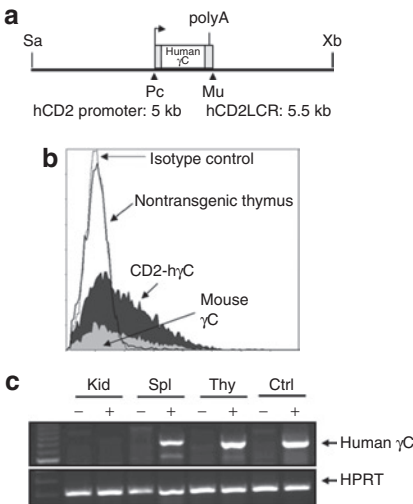 a
polyA
Sa
Human γC
Xb
Pc
Mu
hCD2 promoter: 5 kb
hCD2LCR: 5.5 kb
b
Isotype control
Nontransgenic thymus
CD2-hγC
Mouse γC
c
Kid Spl Thy Ctrl
– + – + – + – +
Human γC
HPRT